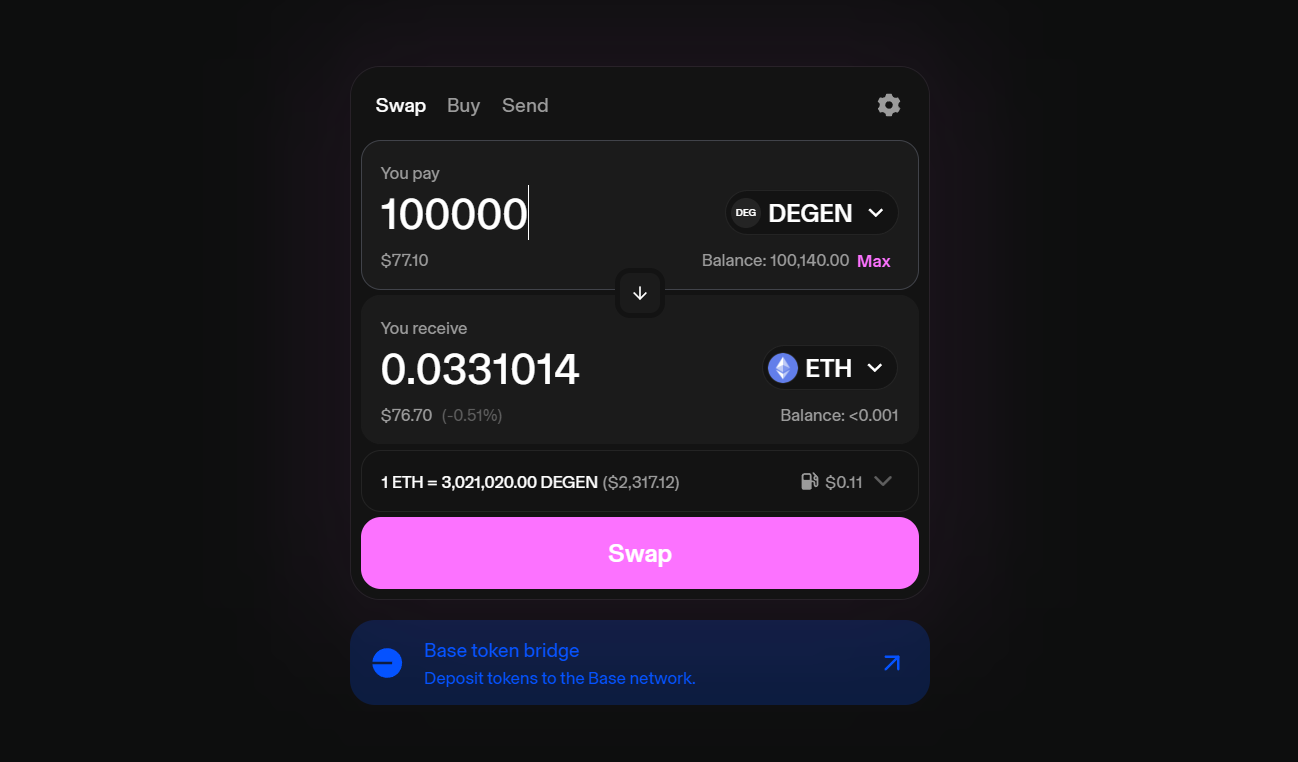 Swap Buy Send
You pay
100000
DEG DEGEN
$77.10
Balance: 100,140.00 Max
You receive
0.0331014
ETH
$76.70 (-0.51%)
Balance: <0.001
1 ETH = 3,021,020.00 DEGEN ($2,317.12)
$0.11
Swap
Base token bridge
Deposit tokens to the Base network.